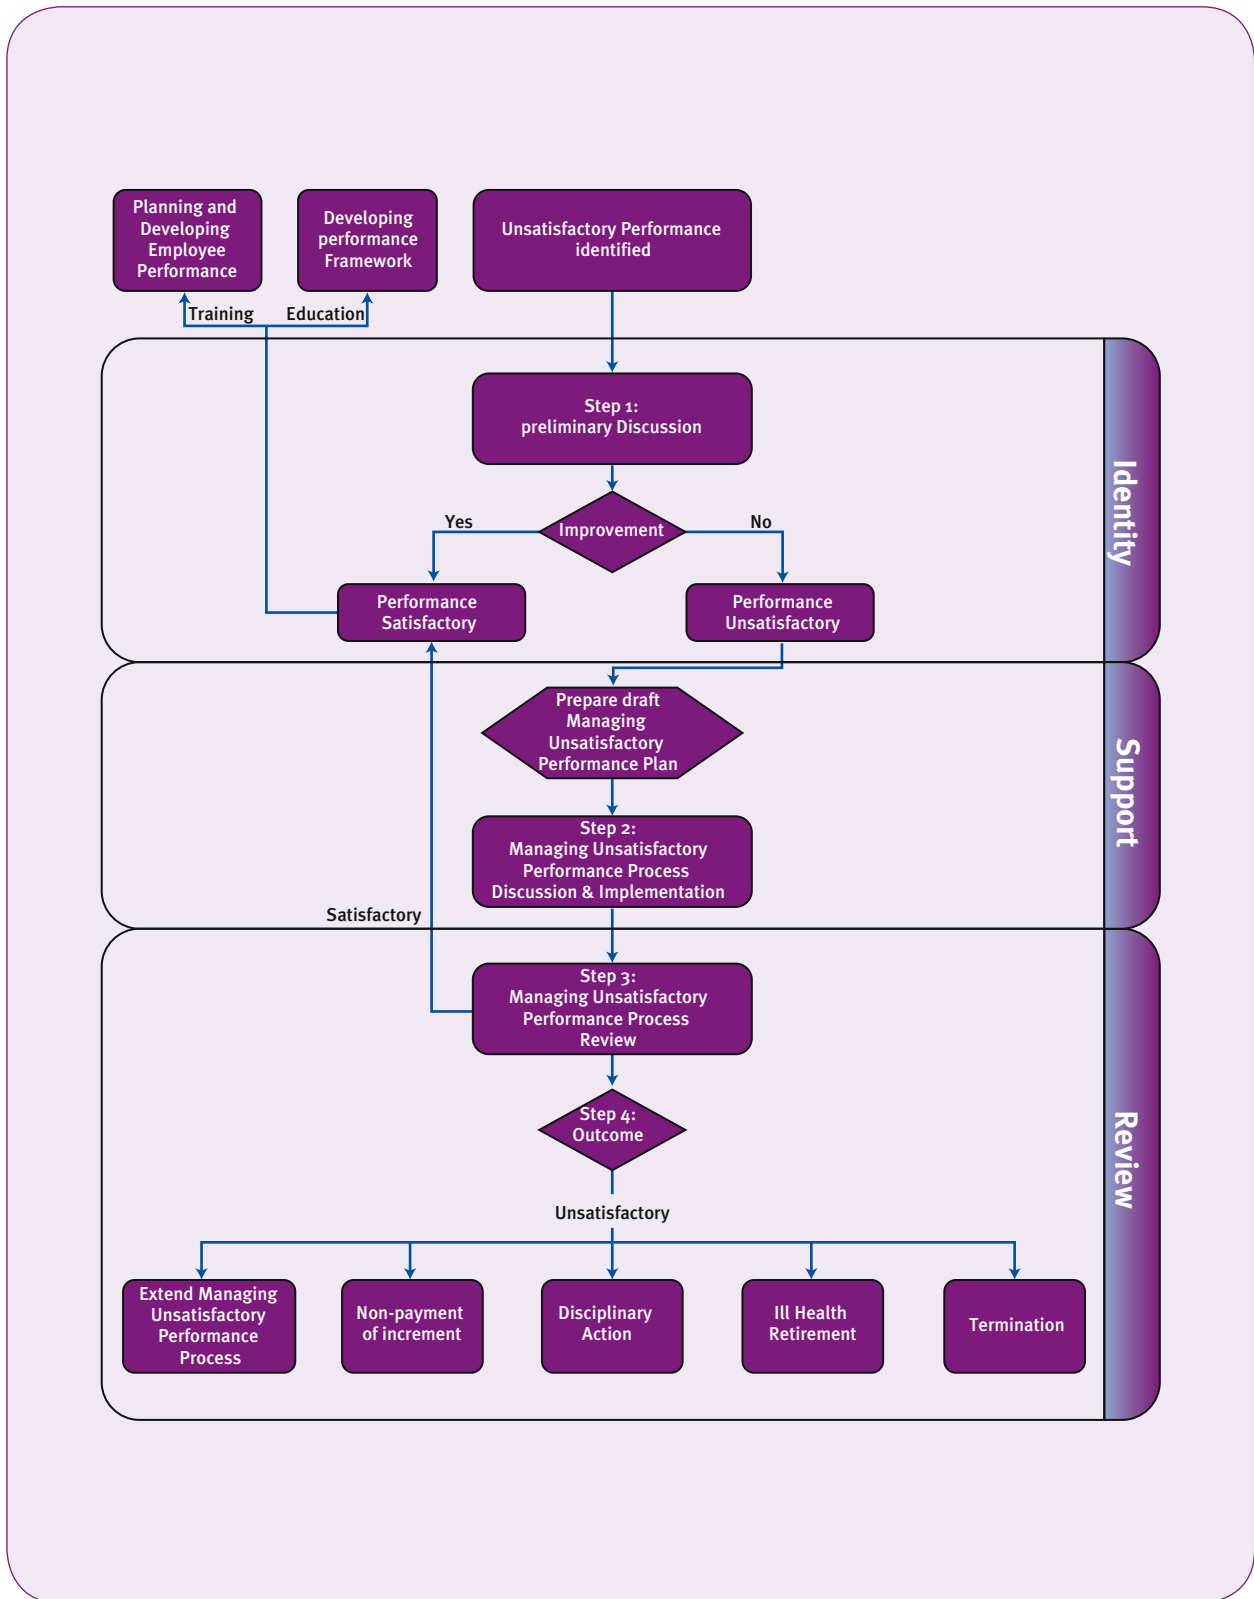 Planning and
Developing
Employee
Performance
Developing
performance
Framework
Unsatisfactory Performance
identified
Training
Education
Step 1:
preliminary Discussion
Improvement
Yes
No
Performance
Satisfactory
Performance
Unsatisfactory
Identity
Prepare draft
Managing
Unsatisfactory
Performance Plan
Step 2:
Managing Unsatisfactory
Performance Process
Discussion & Implementation
Support
Satisfactory
Step 3:
Managing Unsatisfactory
Performance Process
Review
Step 4:
Outcome
Unsatisfactory
Extend Managing
Unsatisfactory
Performance
Process
Non-payment
of increment
Disciplinary
Action
Ill Health
Retirement
Termination
Review